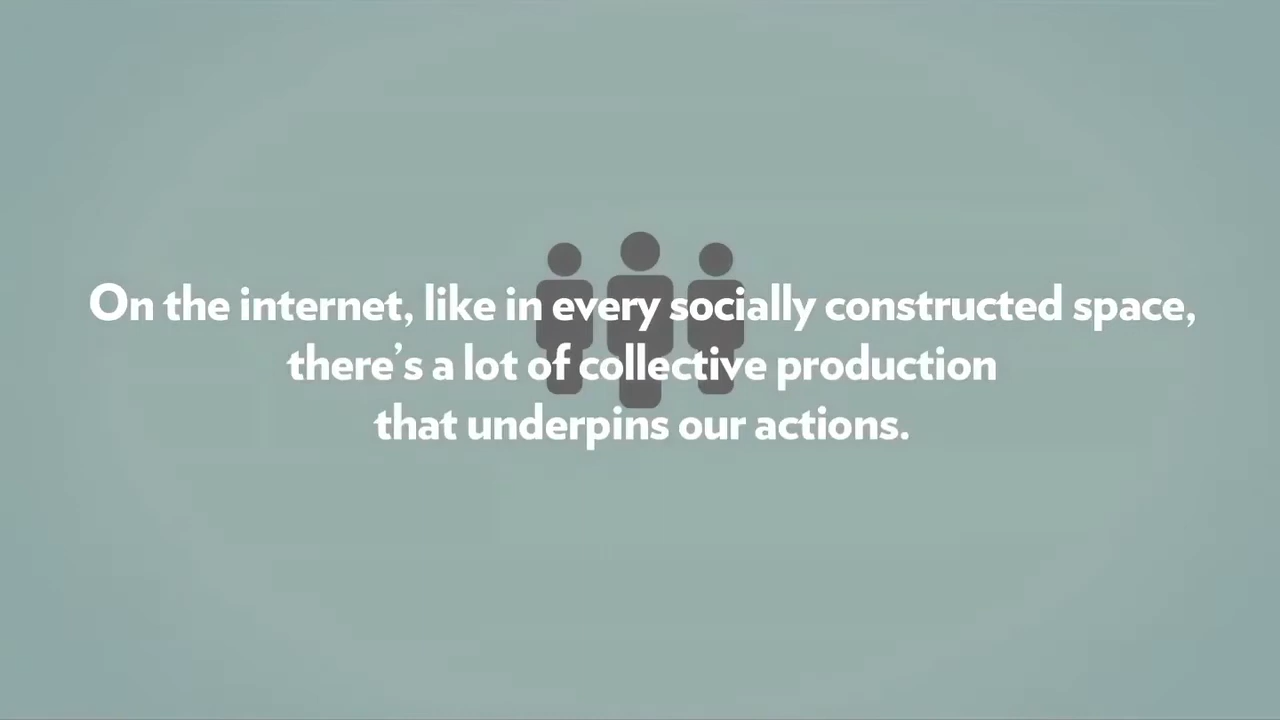 On the internet, like in every socially constructed space,
there’s a lot of collective production
that underpins our actions.